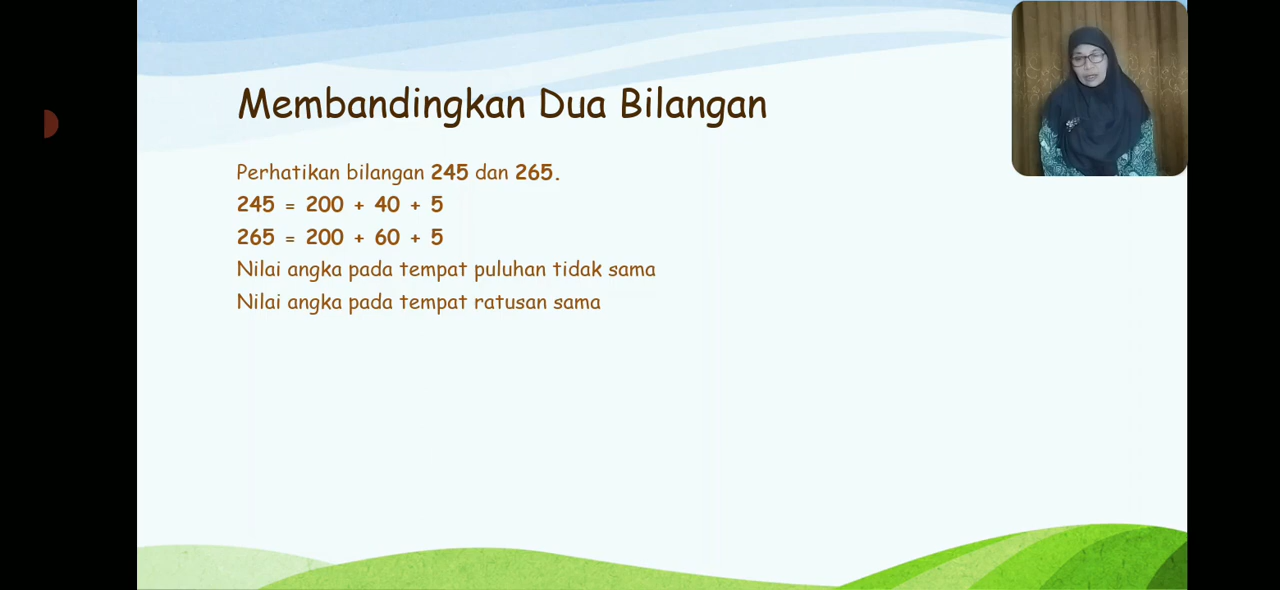 Membandingkan Dua Bilangan
Perhatikan bilangan 245 dan 265.
245 = 200 + 40 + 5
265 = 200 + 60 + 5
Nilai angka pada tempat puluhan tidak sama
Nilai angka pada tempat ratusan sama